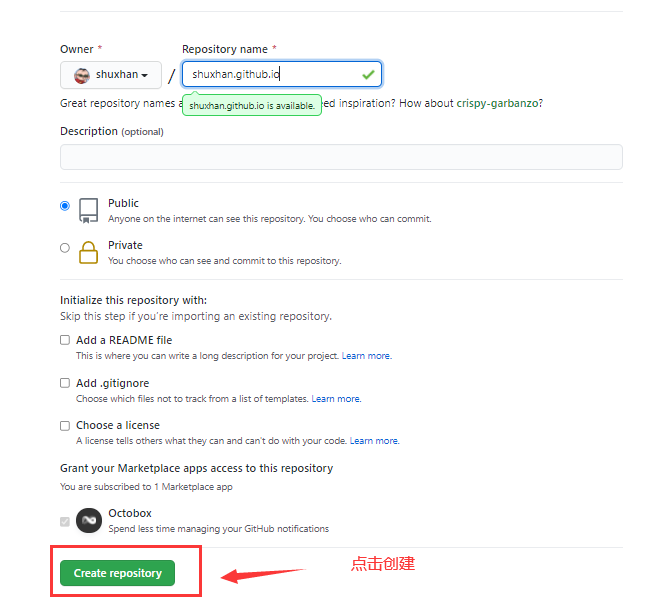 Owner * Repository name *
shuxhan / shuxhan.github.io
Great repository names a eed inspiration? How about crispy-garbanzo?
shuxhan.github.io is available.
Description (optional)
Public
Anyone on the internet can see this repository. You choose who can commit.
Private
You choose who can see and commit to this repository.
Initialize this repository with:
Skip this step if you're importing an existing repository.
Add a README file
This is where you can write a long description for your project. Learn more.
Add .gitignore
Choose which files not to track from a list of templates. Learn more.
Choose a license
A license tells others what they can and can't do with your code. Learn more.
Grant your Marketplace apps access to this repository
You are subscribed to 1 Marketplace app
Octobox
Spend less time managing your GitHub notifications
Create repository
点击创建